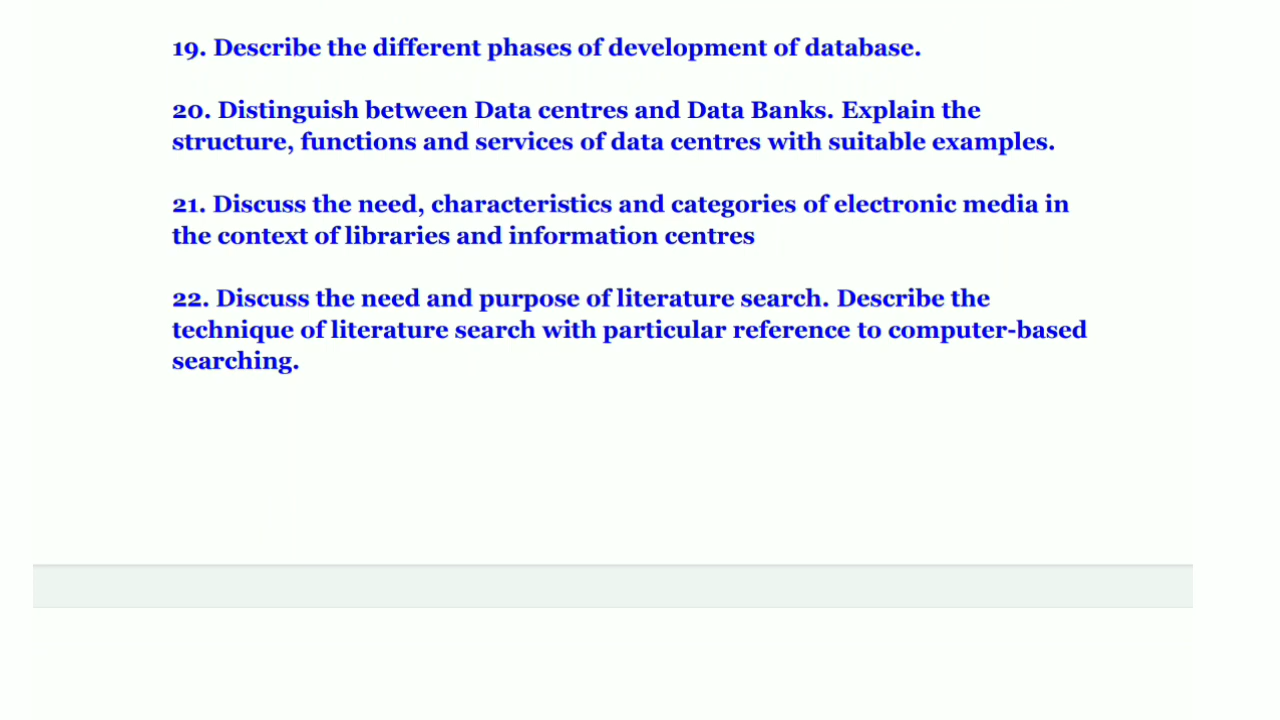 19. Describe the different phases of development of database.
20. Distinguish between Data centres and Data Banks. Explain the
structure, functions and services of data centres with suitable examples.
21. Discuss the need, characteristics and categories of electronic media in
the context of libraries and information centres
22. Discuss the need and purpose of literature search. Describe the
technique of literature search with particular reference to computer-based
searching.